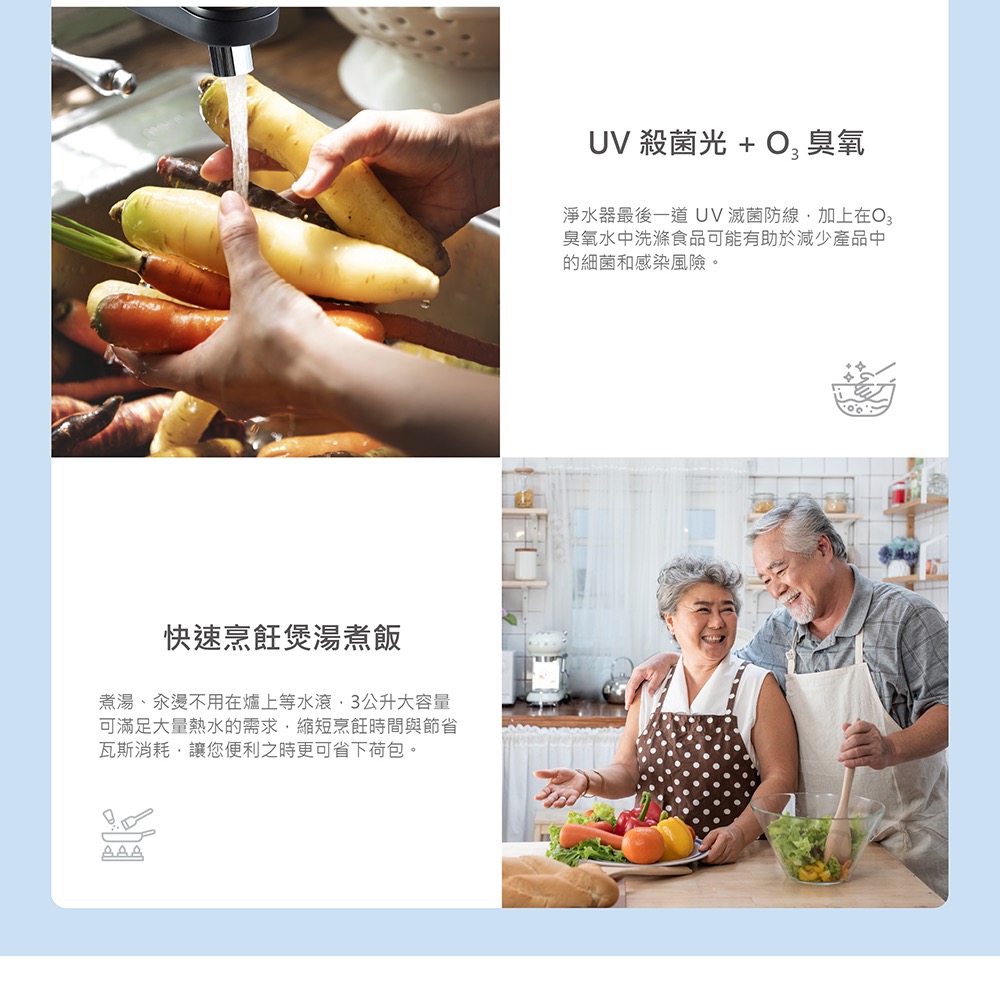 UV 殺菌光 + O₃ 臭氧
淨水器最後一道 UV 滅菌防線，加上在O₃
臭氧水中洗滌食品可能有助於減少產品中
的細菌和感染風險。
快速烹飪煲湯煮飯
煮湯、汆燙不用在爐上等水滾，3公升大容量
可滿足大量熱水的需求，縮短烹飪時間與節省
瓦斯消耗，讓您便利之時更可省下荷包。